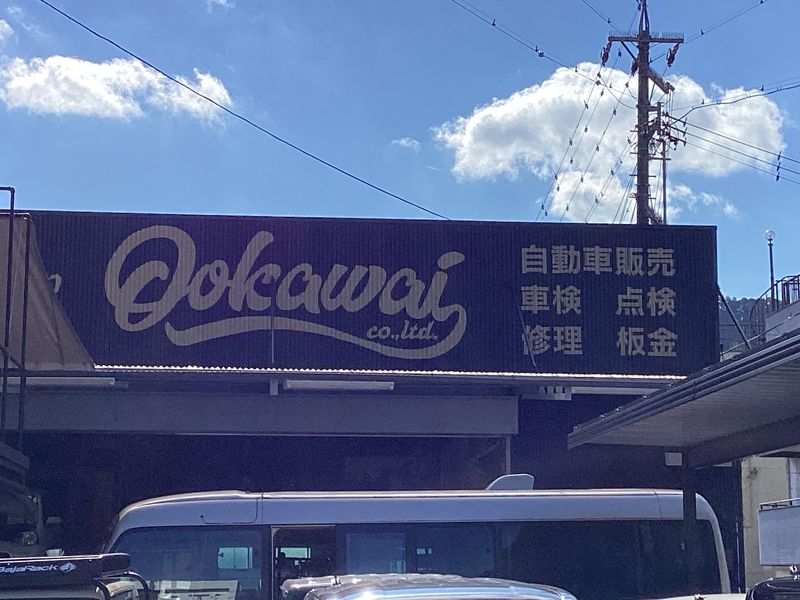 Ookawai
co.,ltd.
自動車販売
車検 点検
修理 板金
BajaRack